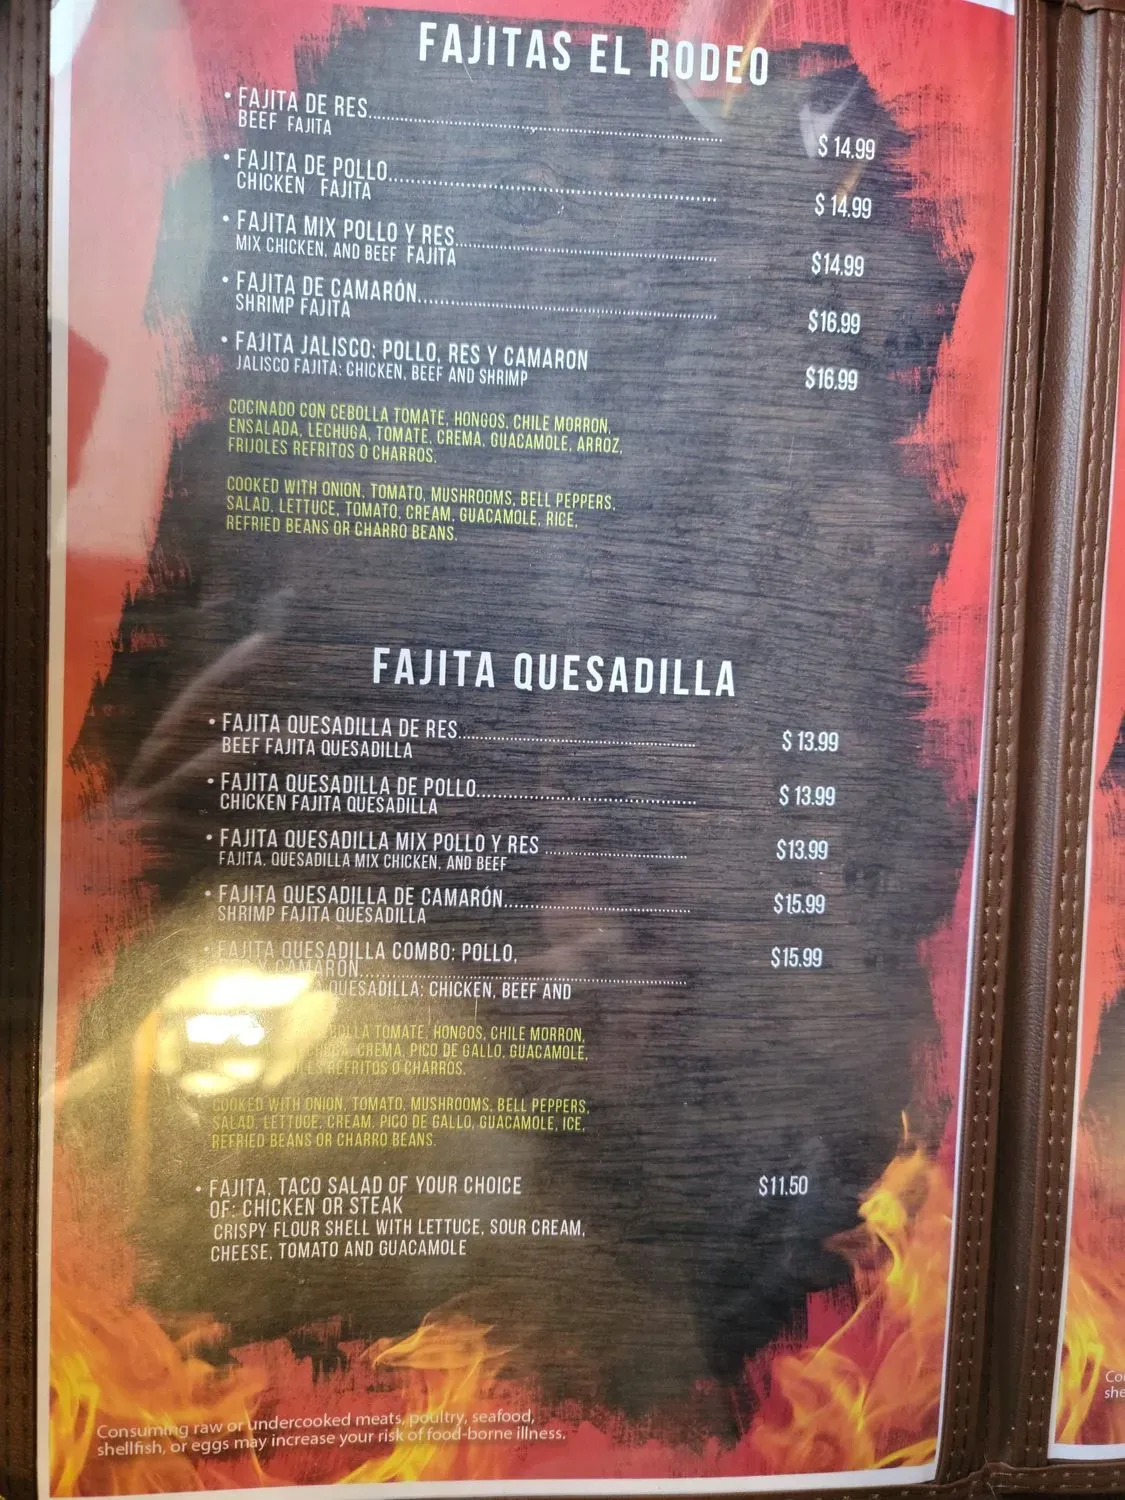 FAJITAS EL RODEO
• FAJITA DE RES........ $ 14.99
BEEF FAJITA
• FAJITA DE POLLO........ $ 14.99
CHICKEN FAJITA
• FAJITA MIX POLLO Y RES........ $14.99
MIX CHICKEN, AND BEEF FAJITA
• FAJITA DE CAMARÓN........ $16.99
SHRIMP FAJITA
• FAJITA JALISCO: POLLO, RES Y CAMARON $16.99
JALISCO FAJITA: CHICKEN, BEEF AND SHRIMP
COCINADO CON CEBOLLA TOMATE, HONGOS, CHILE MORRON,
ENSALADA, LECHUGA, TOMATE, CREMA, GUACAMOLE, ARROZ,
FRIJOLES REFRITOS O CHARROS.
COOKED WITH ONION, TOMATO, MUSHROOMS, BELL PEPPERS,
SALAD, LETTUCE, TOMATO, CREAM, GUACAMOLE, RICE,
REFRIED BEANS OR CHARRO BEANS.
FAJITA QUESADILLA
• FAJITA QUESADILLA DE RES........ $ 13.99
BEEF FAJITA QUESADILLA
• FAJITA QUESADILLA DE POLLO........ $ 13.99
CHICKEN FAJITA QUESADILLA
• FAJITA QUESADILLA MIX POLLO Y RES ........ $13.99
FAJITA, QUESADILLA MIX CHICKEN, AND BEEF
• FAJITA QUESADILLA DE CAMARÓN........ $15.99
SHRIMP FAJITA QUESADILLA
• FAJITA QUESADILLA COMBO: POLLO, $15.99
Y CAMARÓN........
QUESADILLA: CHICKEN, BEEF AND
TOMATE, HONGOS, CHILE MORRON,
CREMA, PICO DE GALLO, GUACAMOLE,
REFRITOS O CHARROS.
COOKED WITH ONION, TOMATO, MUSHROOMS, BELL PEPPERS,
SALAD, LETTUCE, CREAM, PICO DE GALLO, GUACAMOLE, ICE,
REFRIED BEANS OR CHARRO BEANS.
• FAJITA, TACO SALAD OF YOUR CHOICE $11.50
OF: CHICKEN OR STEAK
CRISPY FLOUR SHELL WITH LETTUCE, SOUR CREAM,
CHEESE, TOMATO AND GUACAMOLE
Consuming raw or undercooked meats, poultry, seafood,
shellfish, or eggs may increase your risk of food-borne illness.